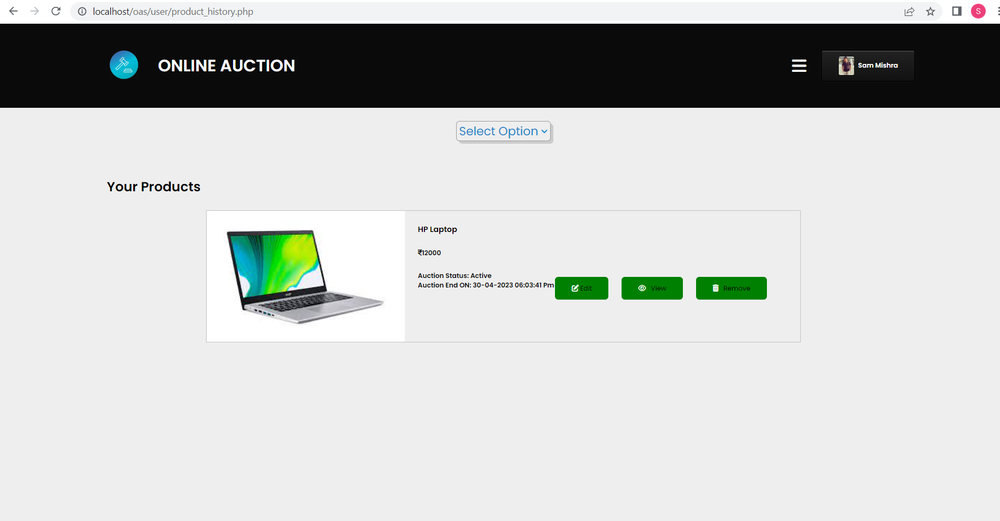 localhost/oas/user/product_history.php
S
ONLINE AUCTION
Sam Mishra
Select Option
Your Products
HP Laptop
₹12000
Auction Status: Active
Auction End ON: 30-04-2023 06:03:41 Pm
Edit
View
Remove